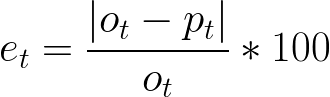 e_t = \frac{|o_t - p_t|}{o_t} * 100